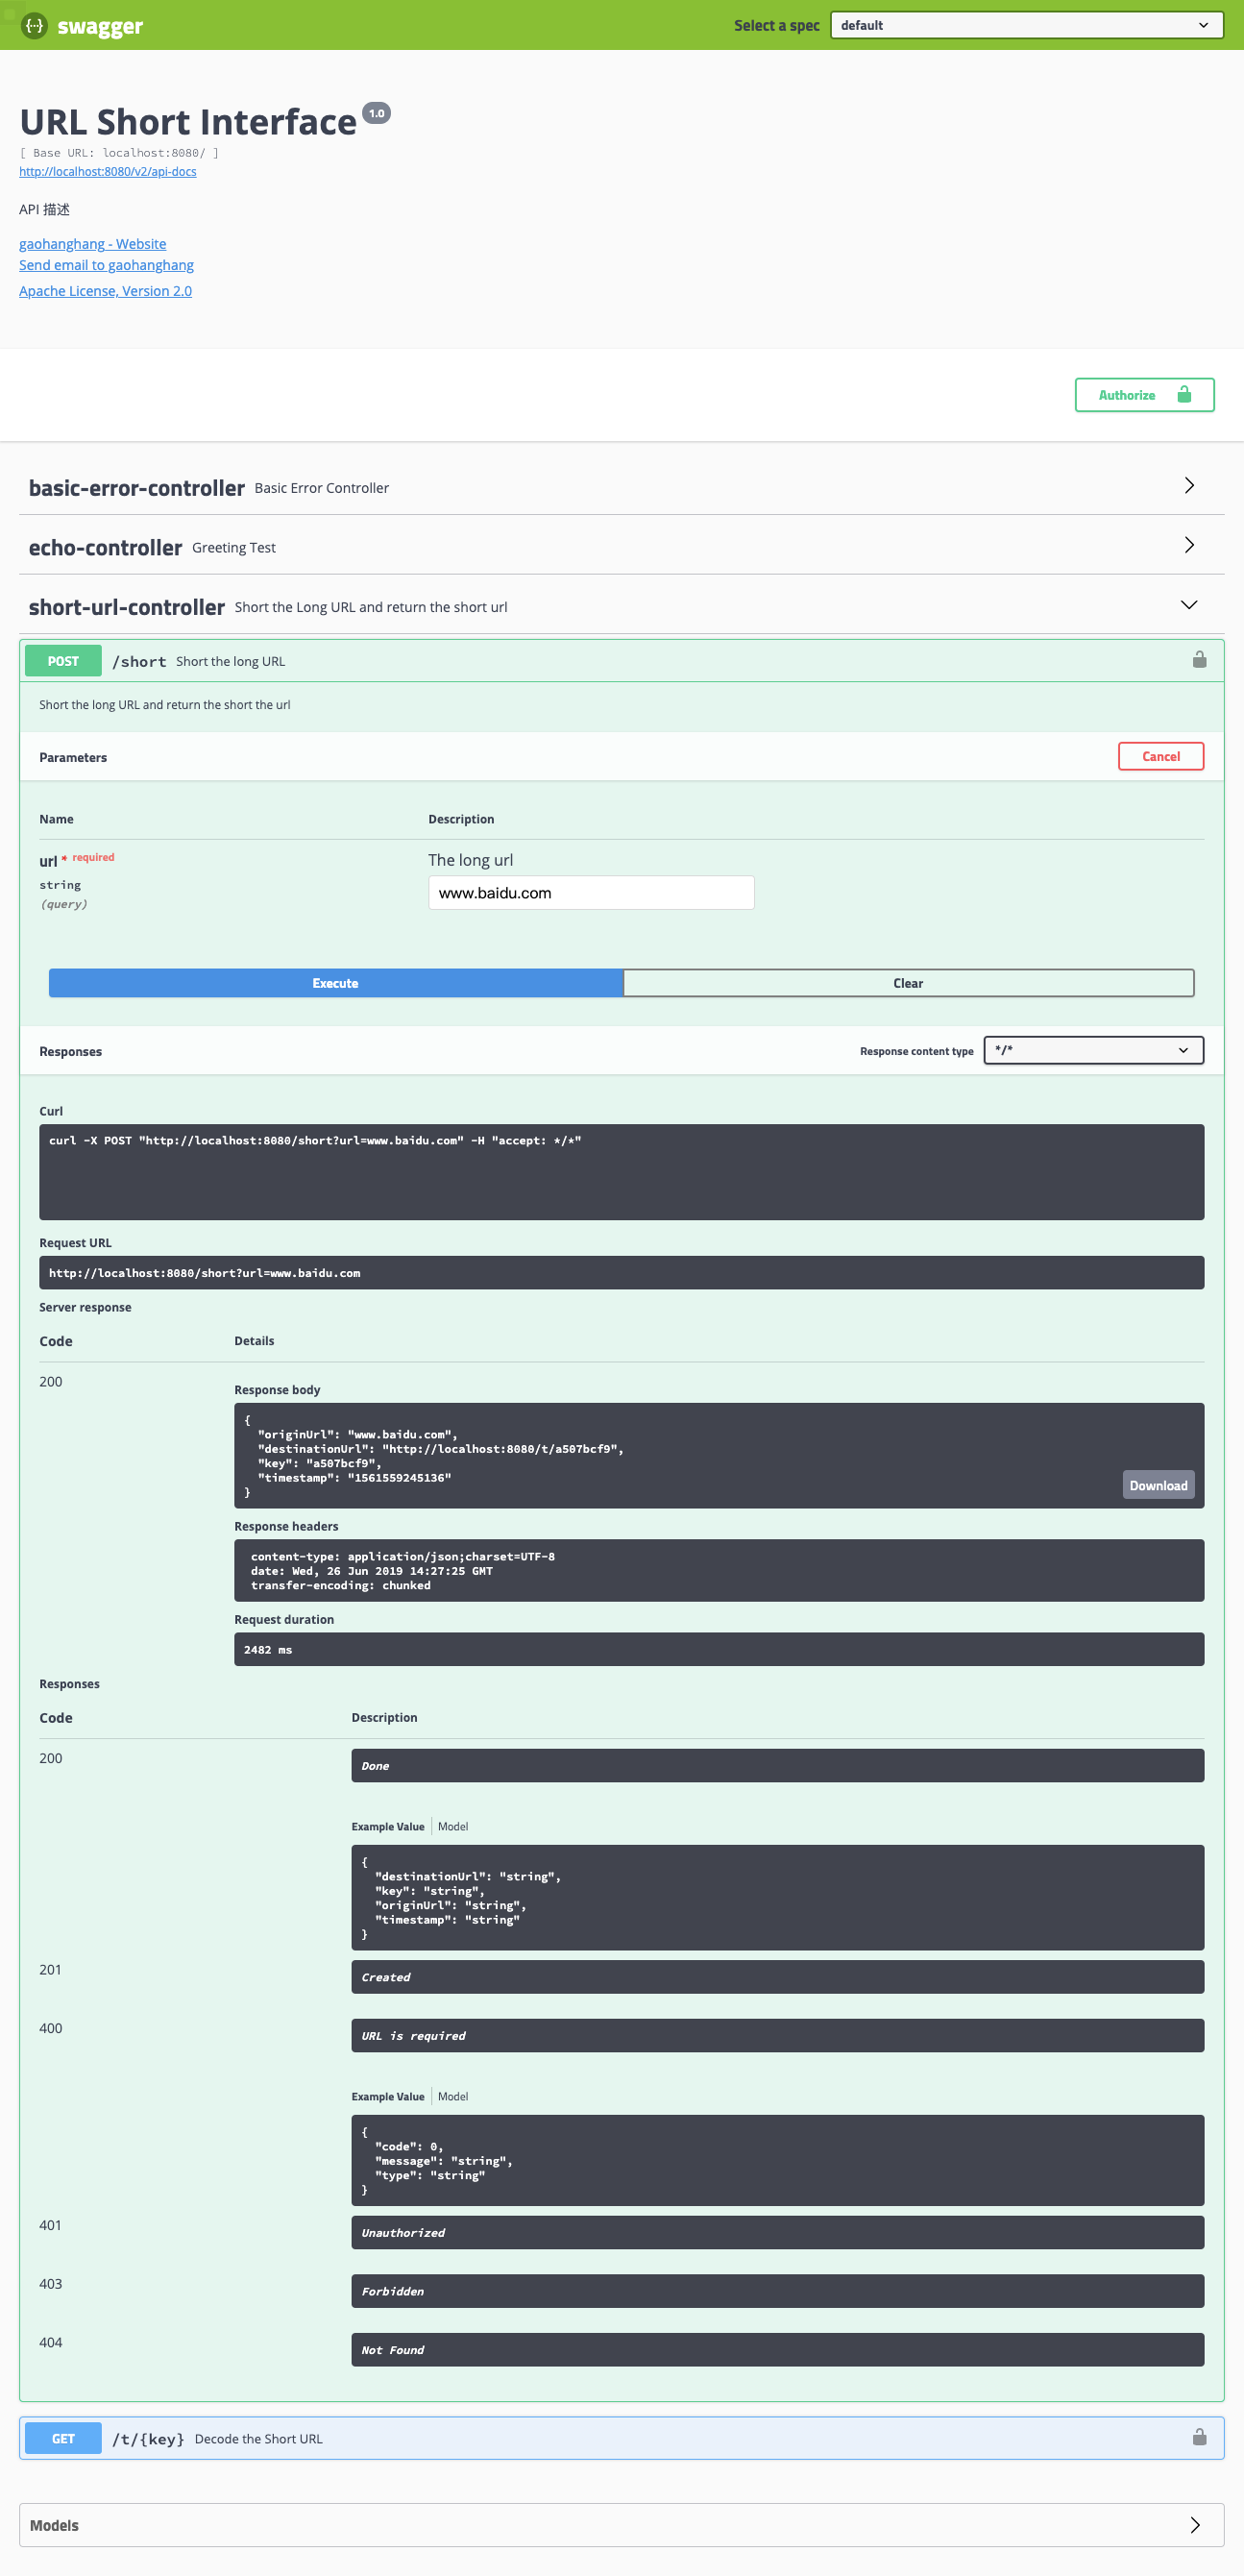 {···} swagger
Select a spec default
URL Short Interface 1.0
[ Base URL: localhost:8080/ ]
http://localhost:8080/v2/api-docs
API 描述
gaohanghang - Website
Send email to gaohanghang
Apache License, Version 2.0
Authorize
basic-error-controller Basic Error Controller
echo-controller Greeting Test
short-url-controller Short the Long URL and return the short url
POST /short Short the long URL
Short the long URL and return the short the url
Parameters Cancel
Name Description
url * required The long url
string www.baidu.com
(query)
Execute Clear
Responses Response content type */*
Curl
curl -X POST "http://localhost:8080/short?url=www.baidu.com" -H "accept: */*"
Request URL
http://localhost:8080/short?url=www.baidu.com
Server response
Code Details
200
Response body
{
"originUrl": "www.baidu.com",
"destinationUrl": "http://localhost:8080/t/a507bcf9",
"key": "a507bcf9",
"timestamp": "1561559245136"
}
Download
Response headers
content-type: application/json;charset=UTF-8
date: Wed, 26 Jun 2019 14:27:25 GMT
transfer-encoding: chunked
Request duration
2482 ms
Responses
Code Description
200 Done
Example Value Model
{
"destinationUrl": "string",
"key": "string",
"originUrl": "string",
"timestamp": "string"
}
201 Created
400 URL is required
Example Value Model
{
"code": 0,
"message": "string",
"type": "string"
}
401 Unauthorized
403 Forbidden
404 Not Found
GET /t/{key} Decode the Short URL
Models